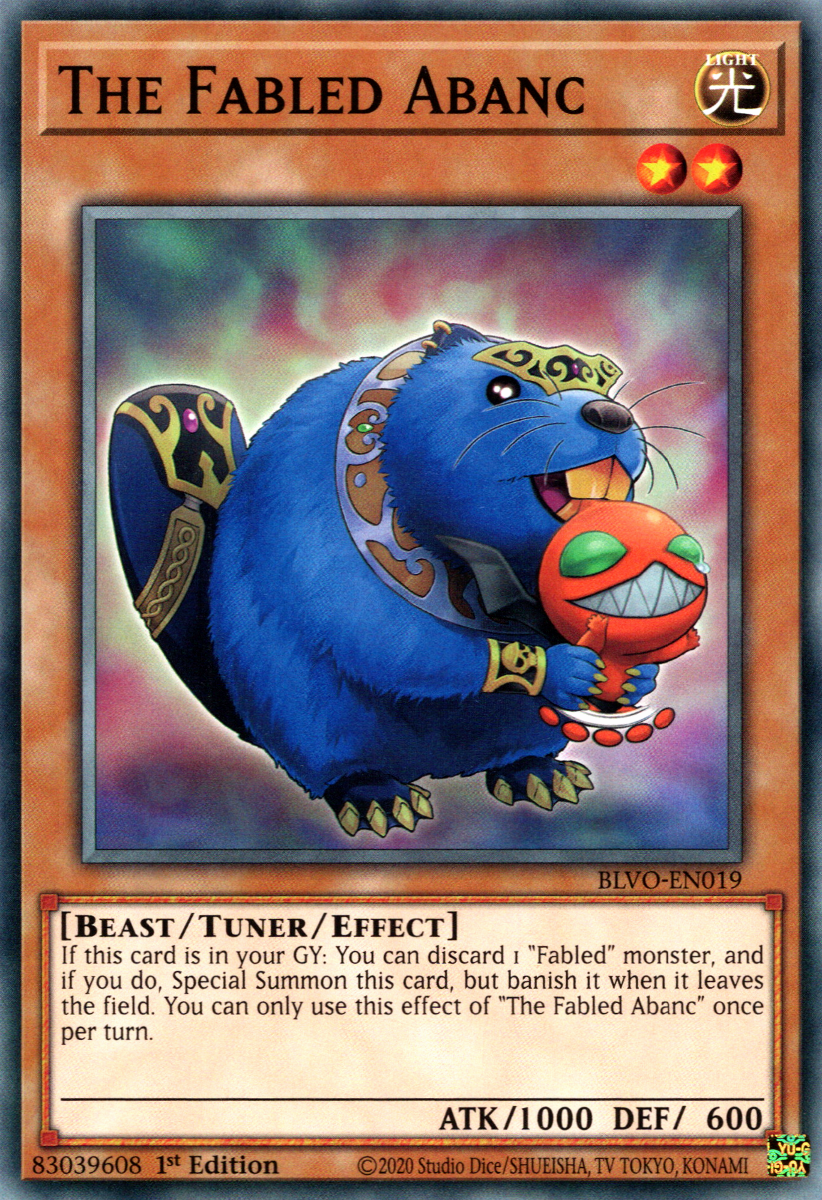 THE FABLED ABANC
LIGHT
光
BLVO-EN019
[BEAST/TUNER/EFFECT]
If this card is in your GY: You can discard 1 "Fabled" monster, and
if you do, Special Summon this card, but banish it when it leaves
the field. You can only use this effect of "The Fabled Abanc" once
per turn.
ATK/1000 DEF/ 600
83039608 1st Edition ©2020 Studio Dice/SHUEISHA, TV TOKYO, KONAMI